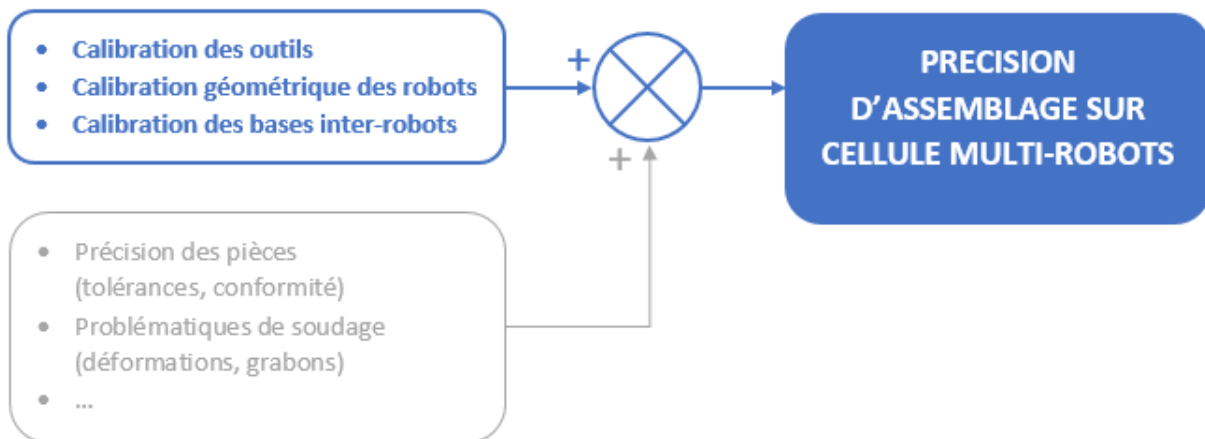 • Calibration des outils
• Calibration géométrique des robots
• Calibration des bases inter-robots
+
+
PRECISION
D'ASSEMBLAGE SUR
CELLULE MULTI-ROBOTS
• Précision des pièces
(tolérances, conformité)
• Problématiques de soudage
(déformations, grabons)
• ...